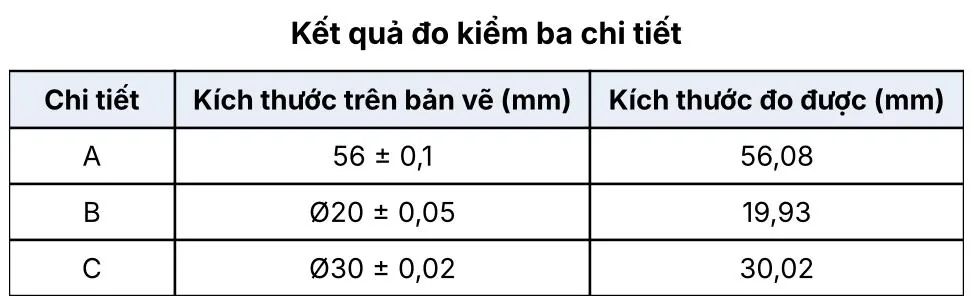 Kết quả đo kiểm ba chi tiết
Chi tiết Kích thước trên bản vẽ (mm) Kích thước đo được (mm)
A 56 ± 0,1 56,08
B Ø20 ± 0,05 19,93
C Ø30 ± 0,02 30,02